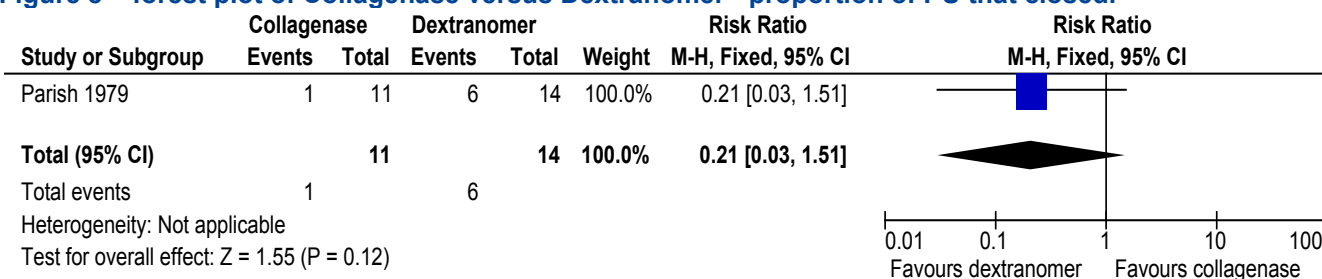 Collagenase Dextranomer Risk Ratio Risk Ratio
Study or Subgroup Events Total Events Total Weight M-H, Fixed, 95% CI M-H, Fixed, 95% CI
Parish 1979 1 11 6 14 100.0% 0.21 [0.03, 1.51]
Total (95% CI) 11 14 100.0% 0.21 [0.03, 1.51]
Total events 1 6
Heterogeneity: Not applicable
Test for overall effect: Z = 1.55 (P = 0.12)
0.01 0.1 1 10 100
Favours dextranomer Favours collagenase